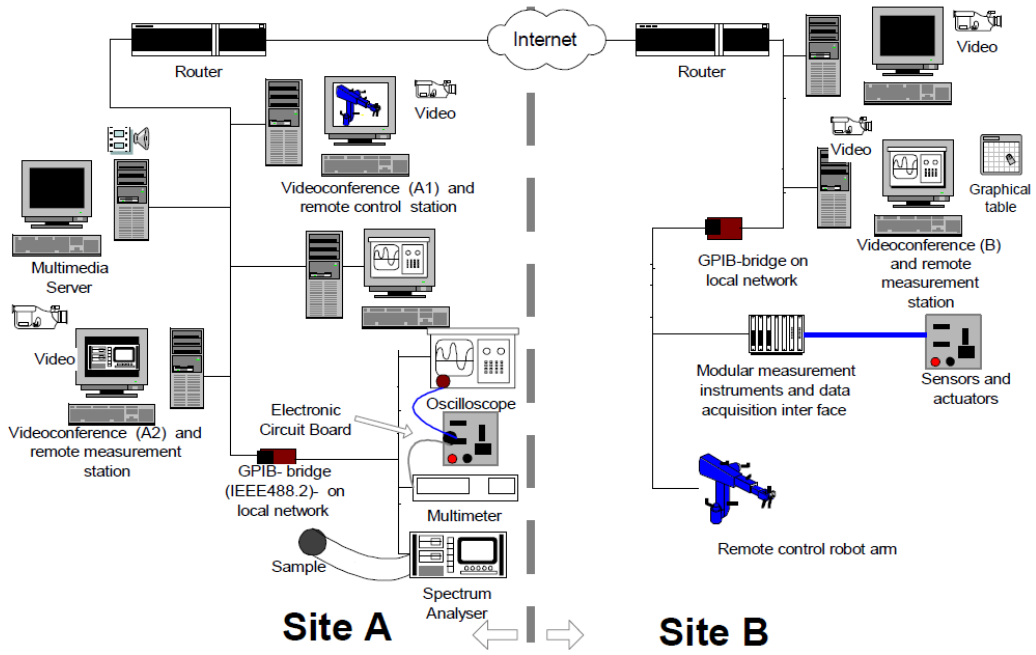 Internet
Router
Video
Videoconference (A1) and
remote control station
Multimedia
Server
Video
Videoconference (A2) and
remote measurement
station
Oscilloscope
Electronic
Circuit Board
GPIB- bridge
(IEEE488.2)- on
local network
Multimeter
Sample
Spectrum
Analyser
Site A
Router
Video
Video
Graphical
table
Videoconference (B)
and remote
measurement
station
GPIB-bridge on
local network
Modular measurement
instruments and data
acquisition inter face
Sensors and
actuators
Remote control robot arm
Site B